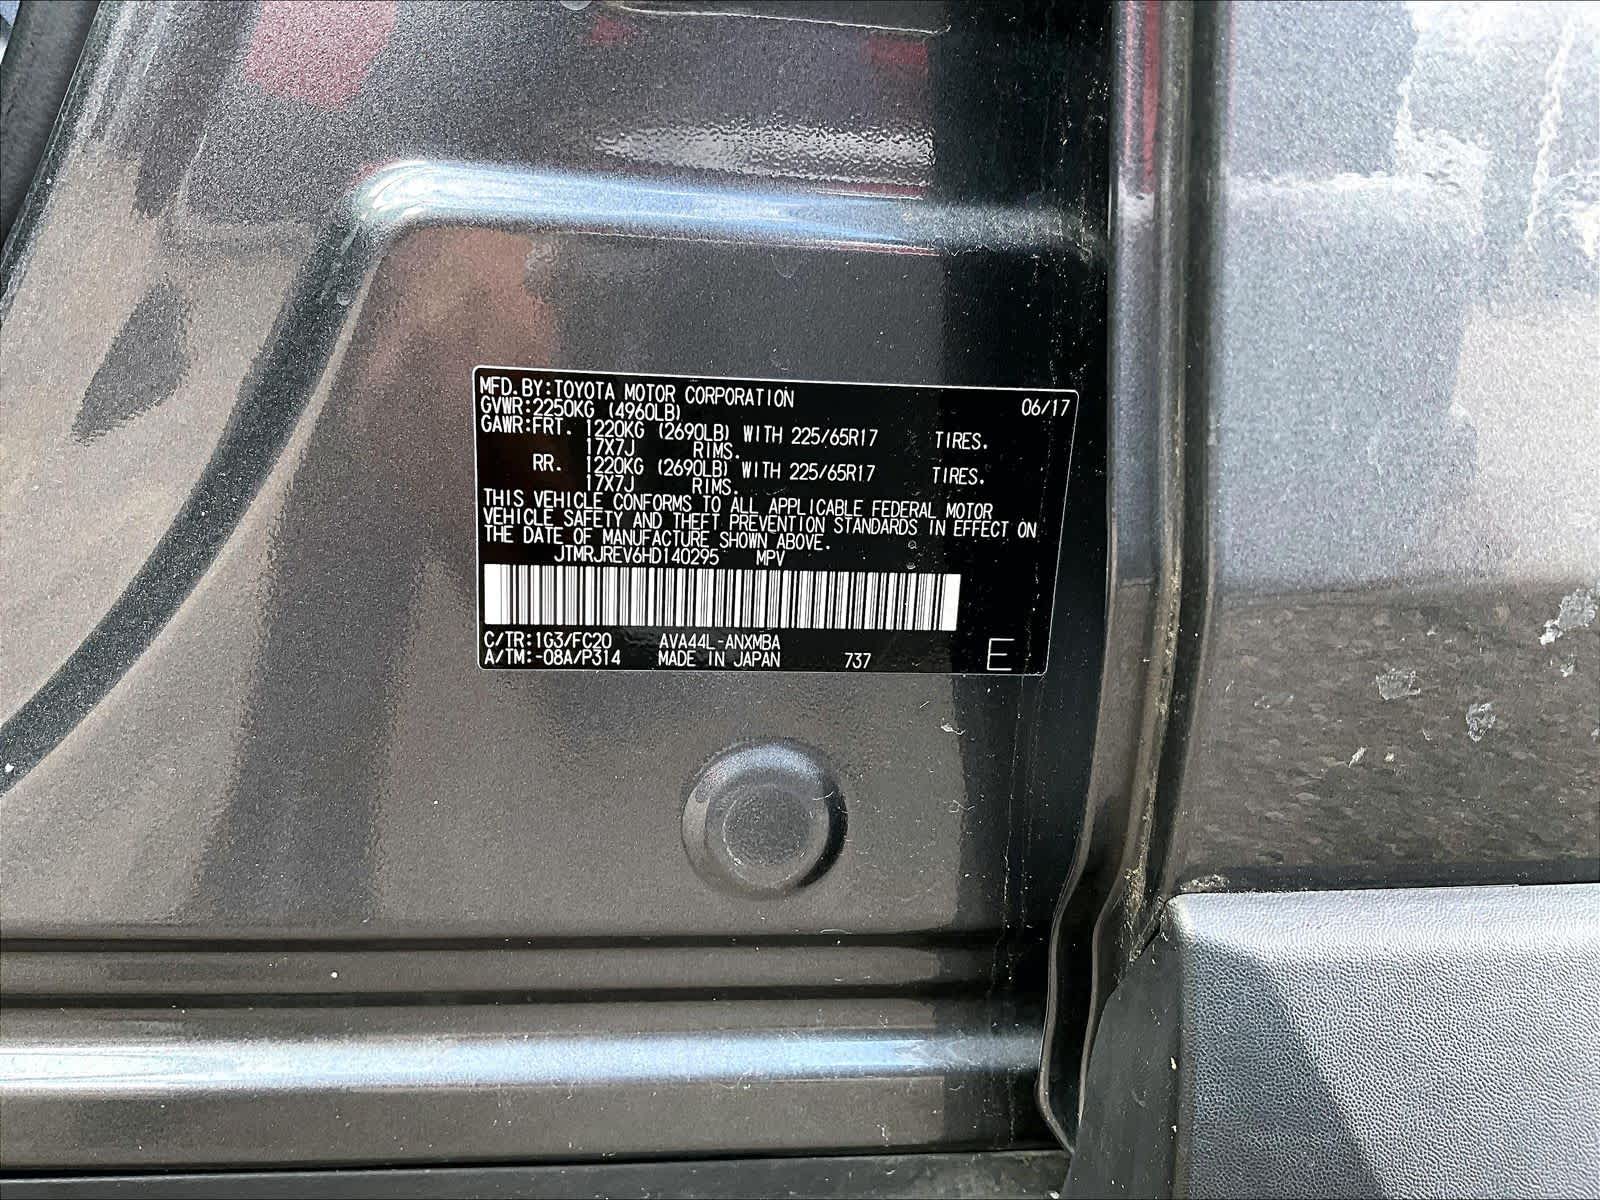 MFD.BY:TOYOTA MOTOR CORPORATION 06/17
GVWR:2250KG (4960LB)
GAWR:FRT. 1220KG (2690LB) WITH 225/65R17 TIRES.
17X7J RIMS.
RR. 1220KG (2690LB) WITH 225/65R17 TIRES.
17X7J RIMS.
THIS VEHICLE CONFORMS TO ALL APPLICABLE FEDERAL MOTOR
VEHICLE SAFETY AND THEFT PREVENTION STANDARDS IN EFFECT ON
THE DATE OF MANUFACTURE SHOWN ABOVE.
JTMRJREV6HD140295 MPV
C/TR:1G3/FC20 AVA44L-ANXMBA
A/TM:-08A/P314 MADE IN JAPAN 737 E